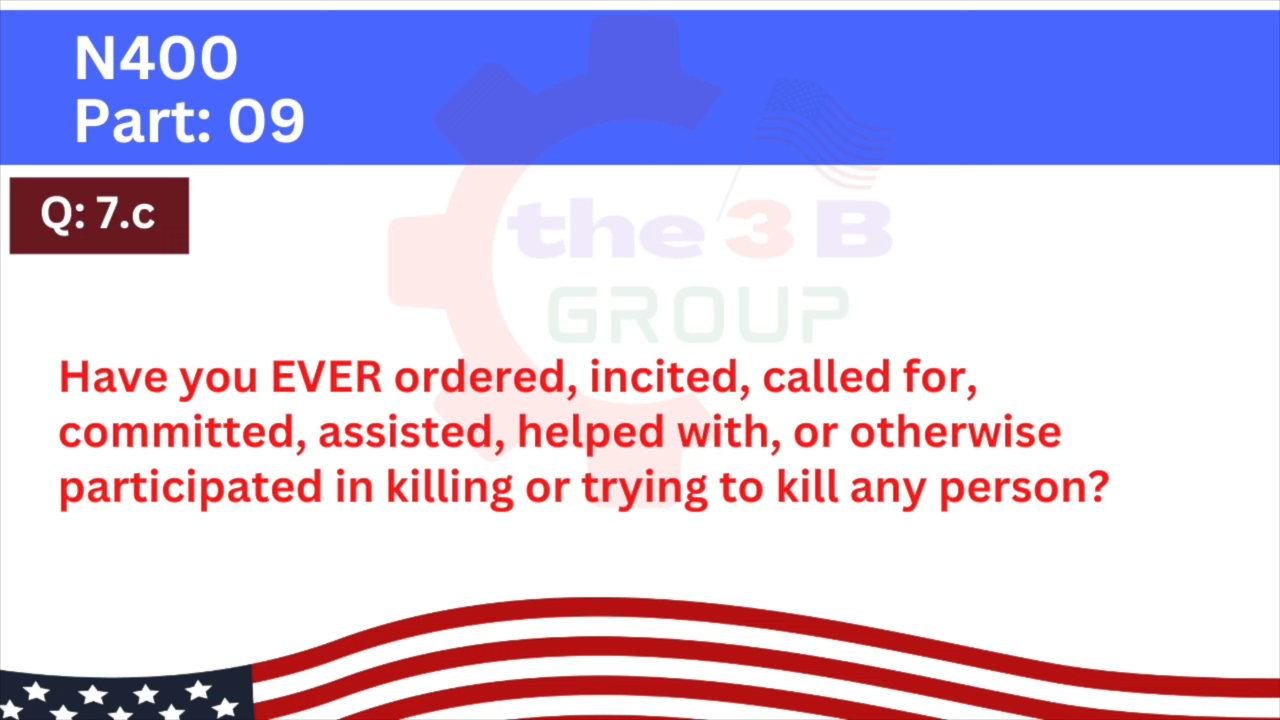 N400
Part: 09
Q: 7.c
the 3 B
GROUP
Have you EVER ordered, incited, called for,
committed, assisted, helped with, or otherwise
participated in killing or trying to kill any person?